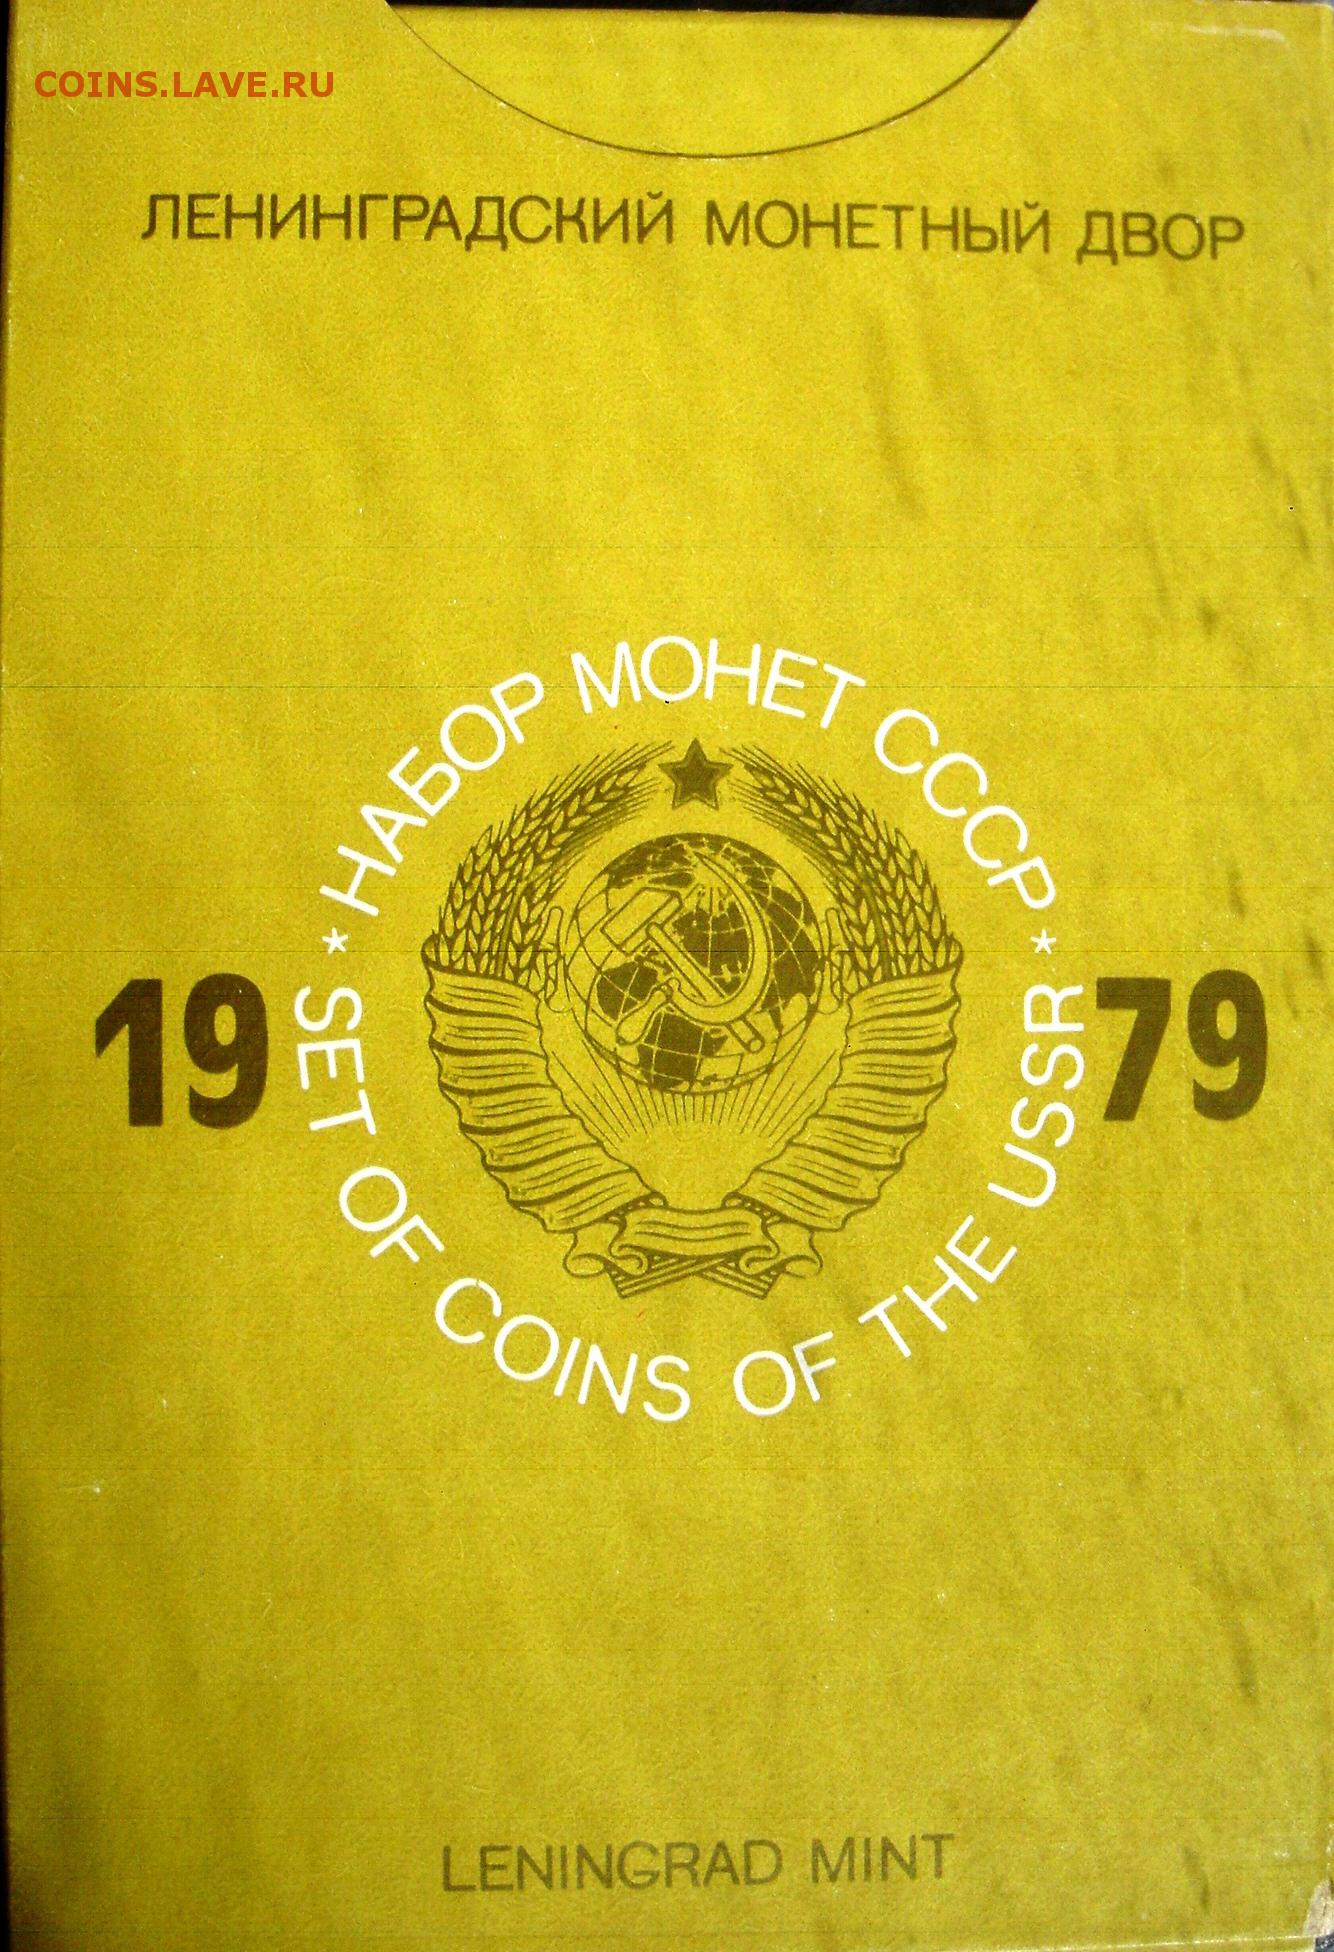 COINS.LAVE.RU
ЛЕНИНГРАДСКИЙ МОНЕТНЫЙ ДВОР
* НАБОР МОНЕТ СССР *
19 79
SET OF COINS OF THE USSR
LENINGRAD MINT